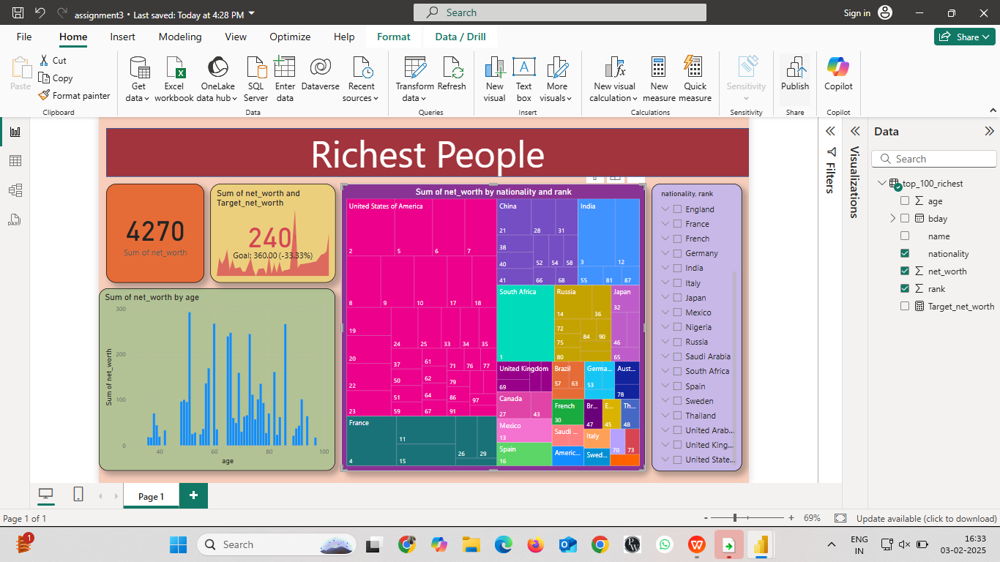 assignment3 • Last saved: Today at 4:28 PM
Search
Sign in
File Home Insert Modeling View Optimize Help Format Data / Drill
Share
Paste
Cut
Copy
Format painter
Clipboard
Get data
Excel workbook
OneLake data hub
SQL Server
Enter data
Dataverse
Recent sources
Data
Transform data
Refresh
Queries
New visual
Text box
More visuals
Insert
New visual calculation
New measure
Quick measure
Calculations
Sensitivity
Sensitivity
Publish
Share
Copilot
Copilot
Richest People
4270
Sum of net_worth
Sum of net_worth and
Target_net_worth
240
Goal: 360.00 (-33.33%)
Sum of net_worth by age
Sum of net_worth
300
200
100
0
40 60 80 100
age
Sum of net_worth by nationality and rank
United States of America
2 5 6 7
8 9 10 17 18
19
24 25 33 34 35
20
37 61 71 76 77
22
50 62 79
51 64 86 97
23 59 67 91
France
4
11
15
26 29
China
21 28 31
38
40 52 54 58
41 66 68
India
3 12
55 81 87
South Africa
1
Russia
14 36
72
75 84 90
80
Japan
32
46
65
United Kingdom
69
Brazil
57 63
Germa...
53
Aust...
78
Canada
27 43
French
30
Br...
47
E...
45
Th...
48
Mexico
13
Saudi ...
Italy
70 73
Spain
16
Americ...
Swed...
nationality, rank
England
France
French
Germany
India
Italy
Japan
Mexico
Nigeria
Russia
Saudi Arabia
South Africa
Spain
Sweden
Thailand
United Arab...
United King...
United State...
Filters
Visualizations
Data
Search
top_100_richest
age
bday
name
nationality
net_worth
rank
Target_net_worth
Page 1
Page 1 of 1
- + 69%
Update available (click to download)
1
Search
ENG
IN
16:33
03-02-2025